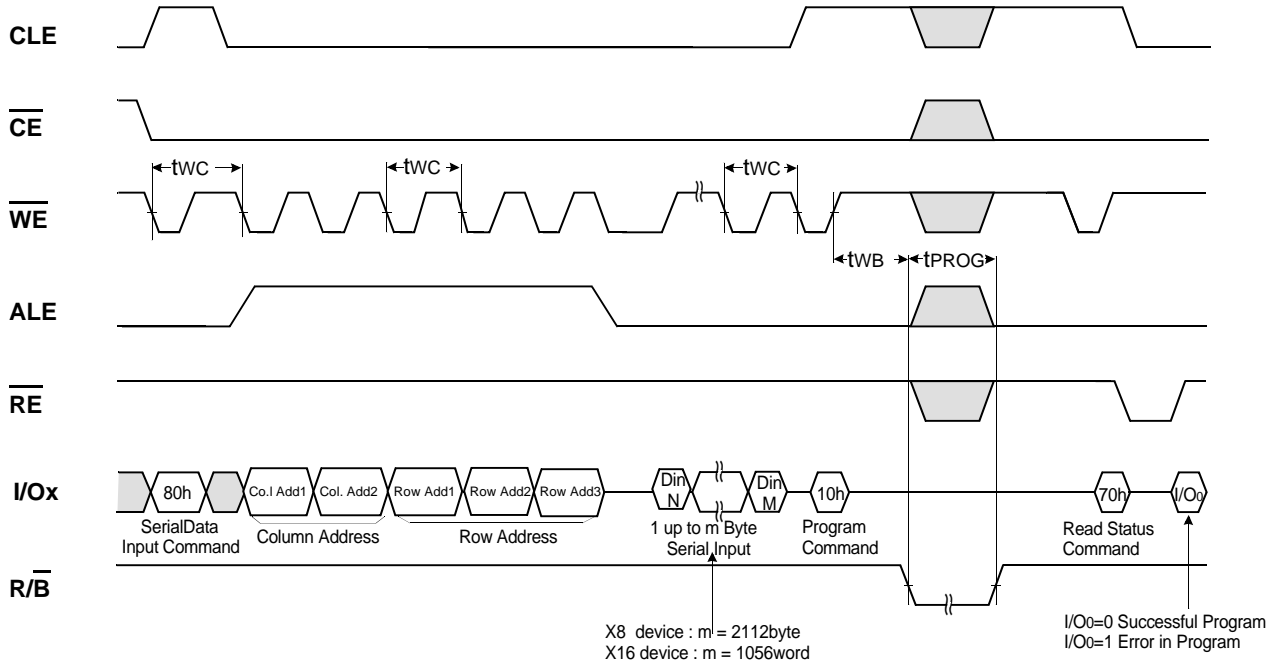 CLE
CE
tWC
tWC
tWC
WE
tWB
tPROG
ALE
RE
I/Ox
80h
Co.l Add1
Col. Add2
Row Add1
Row Add2
Row Add3
Din
N
Din
M
10h
70h
I/O0
SerialData
Input Command
Column Address
Row Address
1 up to m Byte
Serial Input
Program
Command
Read Status
Command
R/B
X8 device : m = 2112byte
X16 device : m = 1056word
I/O0=0 Successful Program
I/O0=1 Error in Program